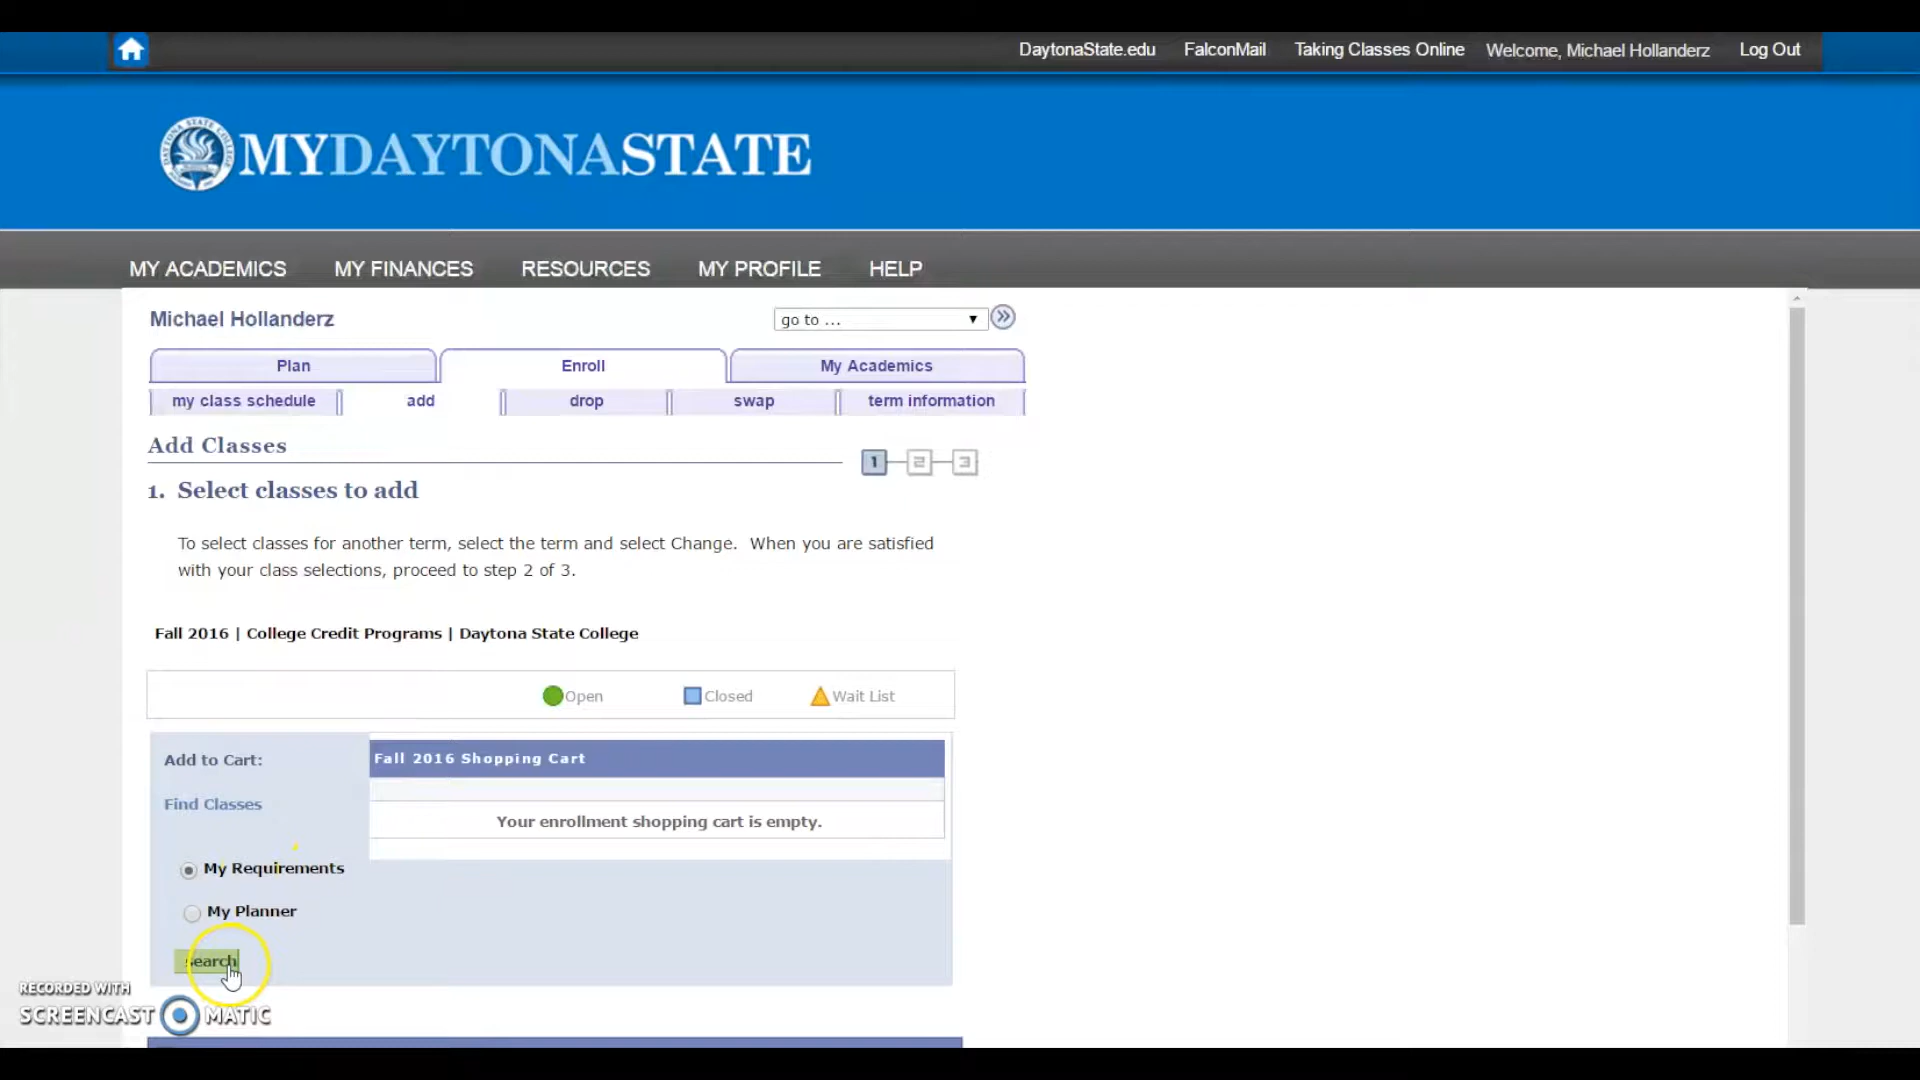 DaytonaState.edu FalconMail Taking Classes Online Welcome, Michael Hollanderz Log Out
MYDAYTONASTATE
MY ACADEMICS MY FINANCES RESOURCES MY PROFILE HELP
Michael Hollanderz go to ...
Plan Enroll My Academics
my class schedule add drop swap term information
Add Classes
1 2 3
1. Select classes to add
To select classes for another term, select the term and select Change. When you are satisfied
with your class selections, proceed to step 2 of 3.
Fall 2016 | College Credit Programs | Daytona State College
Open Closed Wait List
Add to Cart:
Fall 2016 Shopping Cart
Find Classes
Your enrollment shopping cart is empty.
My Requirements
My Planner
search
RECORDED WITH
SCREENCAST MATIC